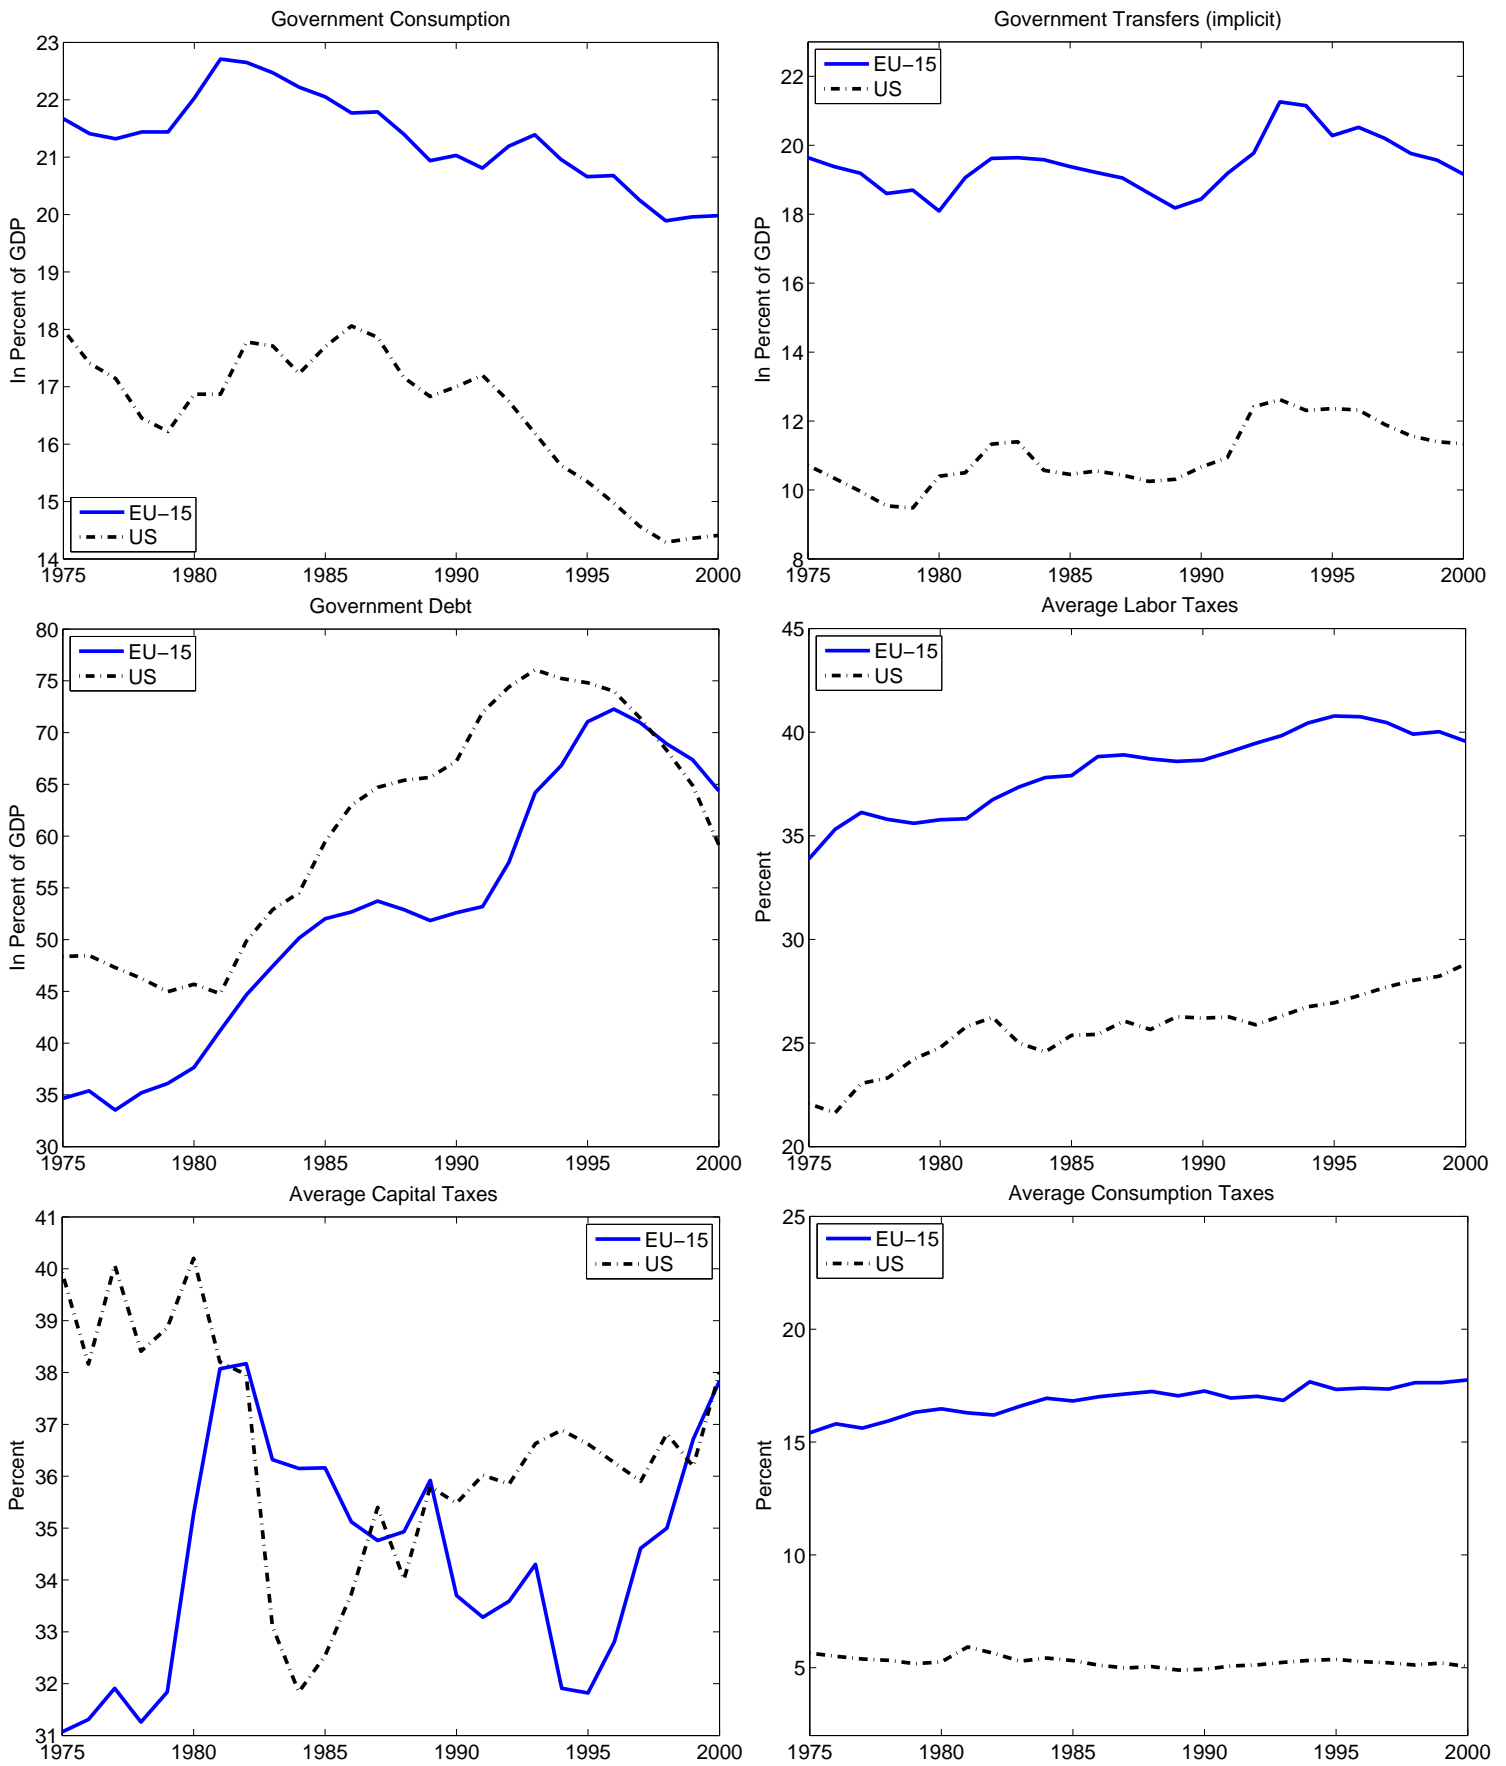 Government Consumption
In Percent of GDP
23
22
21
20
19
18
17
16
15
14
EU−15
US
1975 1980 1985 1990 1995 2000
Government Transfers (implicit)
In Percent of GDP
22
20
18
16
14
12
10
8
EU−15
US
1975 1980 1985 1990 1995 2000
Government Debt
In Percent of GDP
80
75
70
65
60
55
50
45
40
35
30
EU−15
US
1975 1980 1985 1990 1995 2000
Average Labor Taxes
Percent
45
40
35
30
25
20
EU−15
US
1975 1980 1985 1990 1995 2000
Average Capital Taxes
Percent
41
40
39
38
37
36
35
34
33
32
31
EU−15
US
1975 1980 1985 1990 1995 2000
Average Consumption Taxes
Percent
25
20
15
10
5
EU−15
US
1975 1980 1985 1990 1995 2000